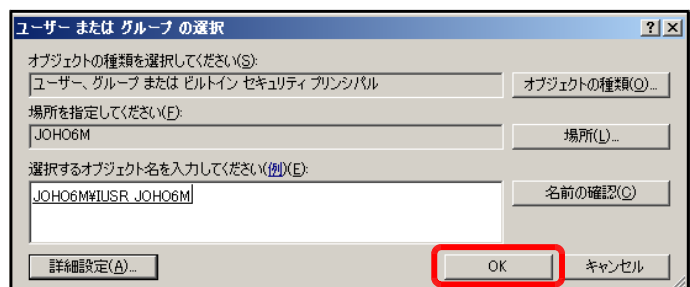 ユーザー または グループ の選択
オブジェクトの種類を選択してください(S):
ユーザー、グループ または ビルトイン セキュリティ プリンシパル
オブジェクトの種類(O)...
場所を指定してください(F):
JOHO6M
場所(L)...
選択するオブジェクト名を入力してください(例)(E):
JOHO6M¥IUSR_JOHO6M
名前の確認(C)
詳細設定(A)...
OK
キャンセル